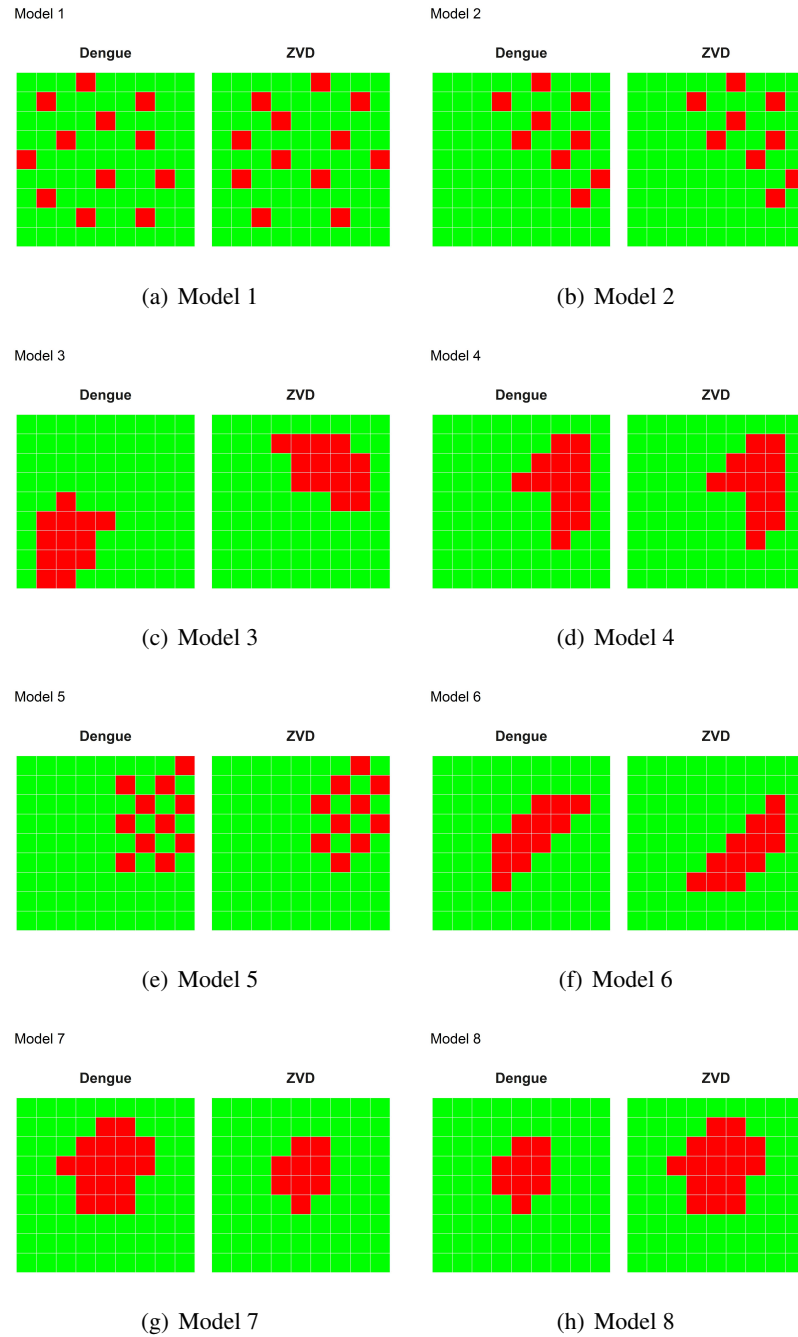 Model 1
Model 2
Dengue ZVD
Dengue ZVD
(a) Model 1
(b) Model 2
Model 3
Model 4
Dengue ZVD
Dengue ZVD
(c) Model 3
(d) Model 4
Model 5
Model 6
Dengue ZVD
Dengue ZVD
(e) Model 5
(f) Model 6
Model 7
Model 8
Dengue ZVD
Dengue ZVD
(g) Model 7
(h) Model 8